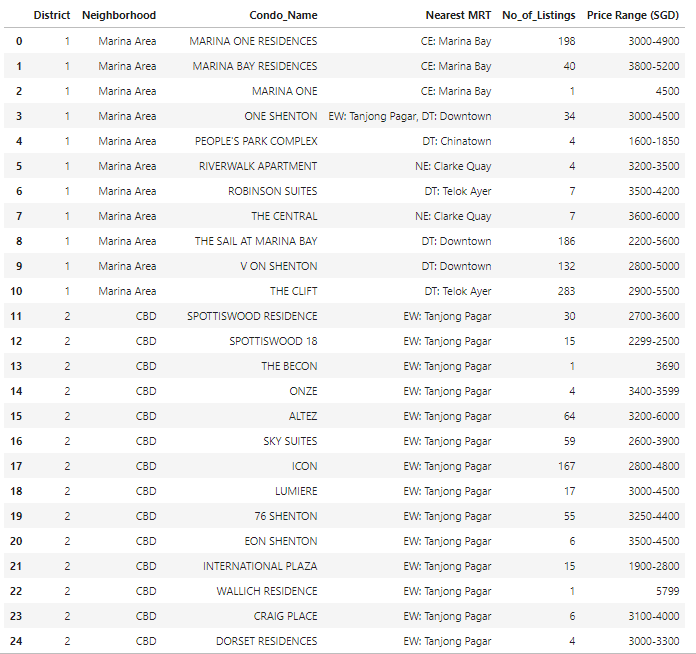 District Neighborhood Condo_Name Nearest MRT No_of_Listings Price Range (SGD)
0 1 Marina Area MARINA ONE RESIDENCES CE: Marina Bay 198 3000-4900
1 1 Marina Area MARINA BAY RESIDENCES CE: Marina Bay 40 3800-5200
2 1 Marina Area MARINA ONE CE: Marina Bay 1 4500
3 1 Marina Area ONE SHENTON EW: Tanjong Pagar, DT: Downtown 34 3000-4500
4 1 Marina Area PEOPLE'S PARK COMPLEX DT: Chinatown 4 1600-1850
5 1 Marina Area RIVERWALK APARTMENT NE: Clarke Quay 4 3200-3500
6 1 Marina Area ROBINSON SUITES DT: Telok Ayer 7 3500-4200
7 1 Marina Area THE CENTRAL NE: Clarke Quay 7 3600-6000
8 1 Marina Area THE SAIL AT MARINA BAY DT: Downtown 186 2200-5600
9 1 Marina Area V ON SHENTON DT: Downtown 132 2800-5000
10 1 Marina Area THE CLIFT DT: Telok Ayer 283 2900-5500
11 2 CBD SPOTTISWOOD RESIDENCE EW: Tanjong Pagar 30 2700-3600
12 2 CBD SPOTTISWOOD 18 EW: Tanjong Pagar 15 2299-2500
13 2 CBD THE BECON EW: Tanjong Pagar 1 3690
14 2 CBD ONZE EW: Tanjong Pagar 4 3400-3599
15 2 CBD ALTEZ EW: Tanjong Pagar 64 3200-6000
16 2 CBD SKY SUITES EW: Tanjong Pagar 59 2600-3900
17 2 CBD ICON EW: Tanjong Pagar 167 2800-4800
18 2 CBD LUMIERE EW: Tanjong Pagar 17 3000-4500
19 2 CBD 76 SHENTON EW: Tanjong Pagar 55 3250-4400
20 2 CBD EON SHENTON EW: Tanjong Pagar 6 3500-4500
21 2 CBD INTERNATIONAL PLAZA EW: Tanjong Pagar 15 1900-2800
22 2 CBD WALLICH RESIDENCE EW: Tanjong Pagar 1 5799
23 2 CBD CRAIG PLACE EW: Tanjong Pagar 6 3100-4000
24 2 CBD DORSET RESIDENCES EW: Tanjong Pagar 4 3000-3300